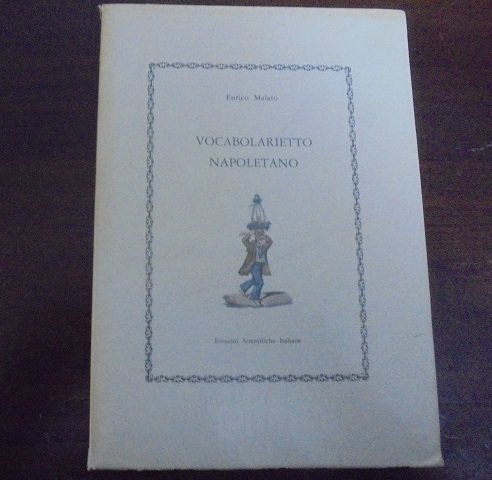 Enrico Malato
VOCABOLARIETTO
NAPOLETANO
Edizioni Scientifiche Italiane